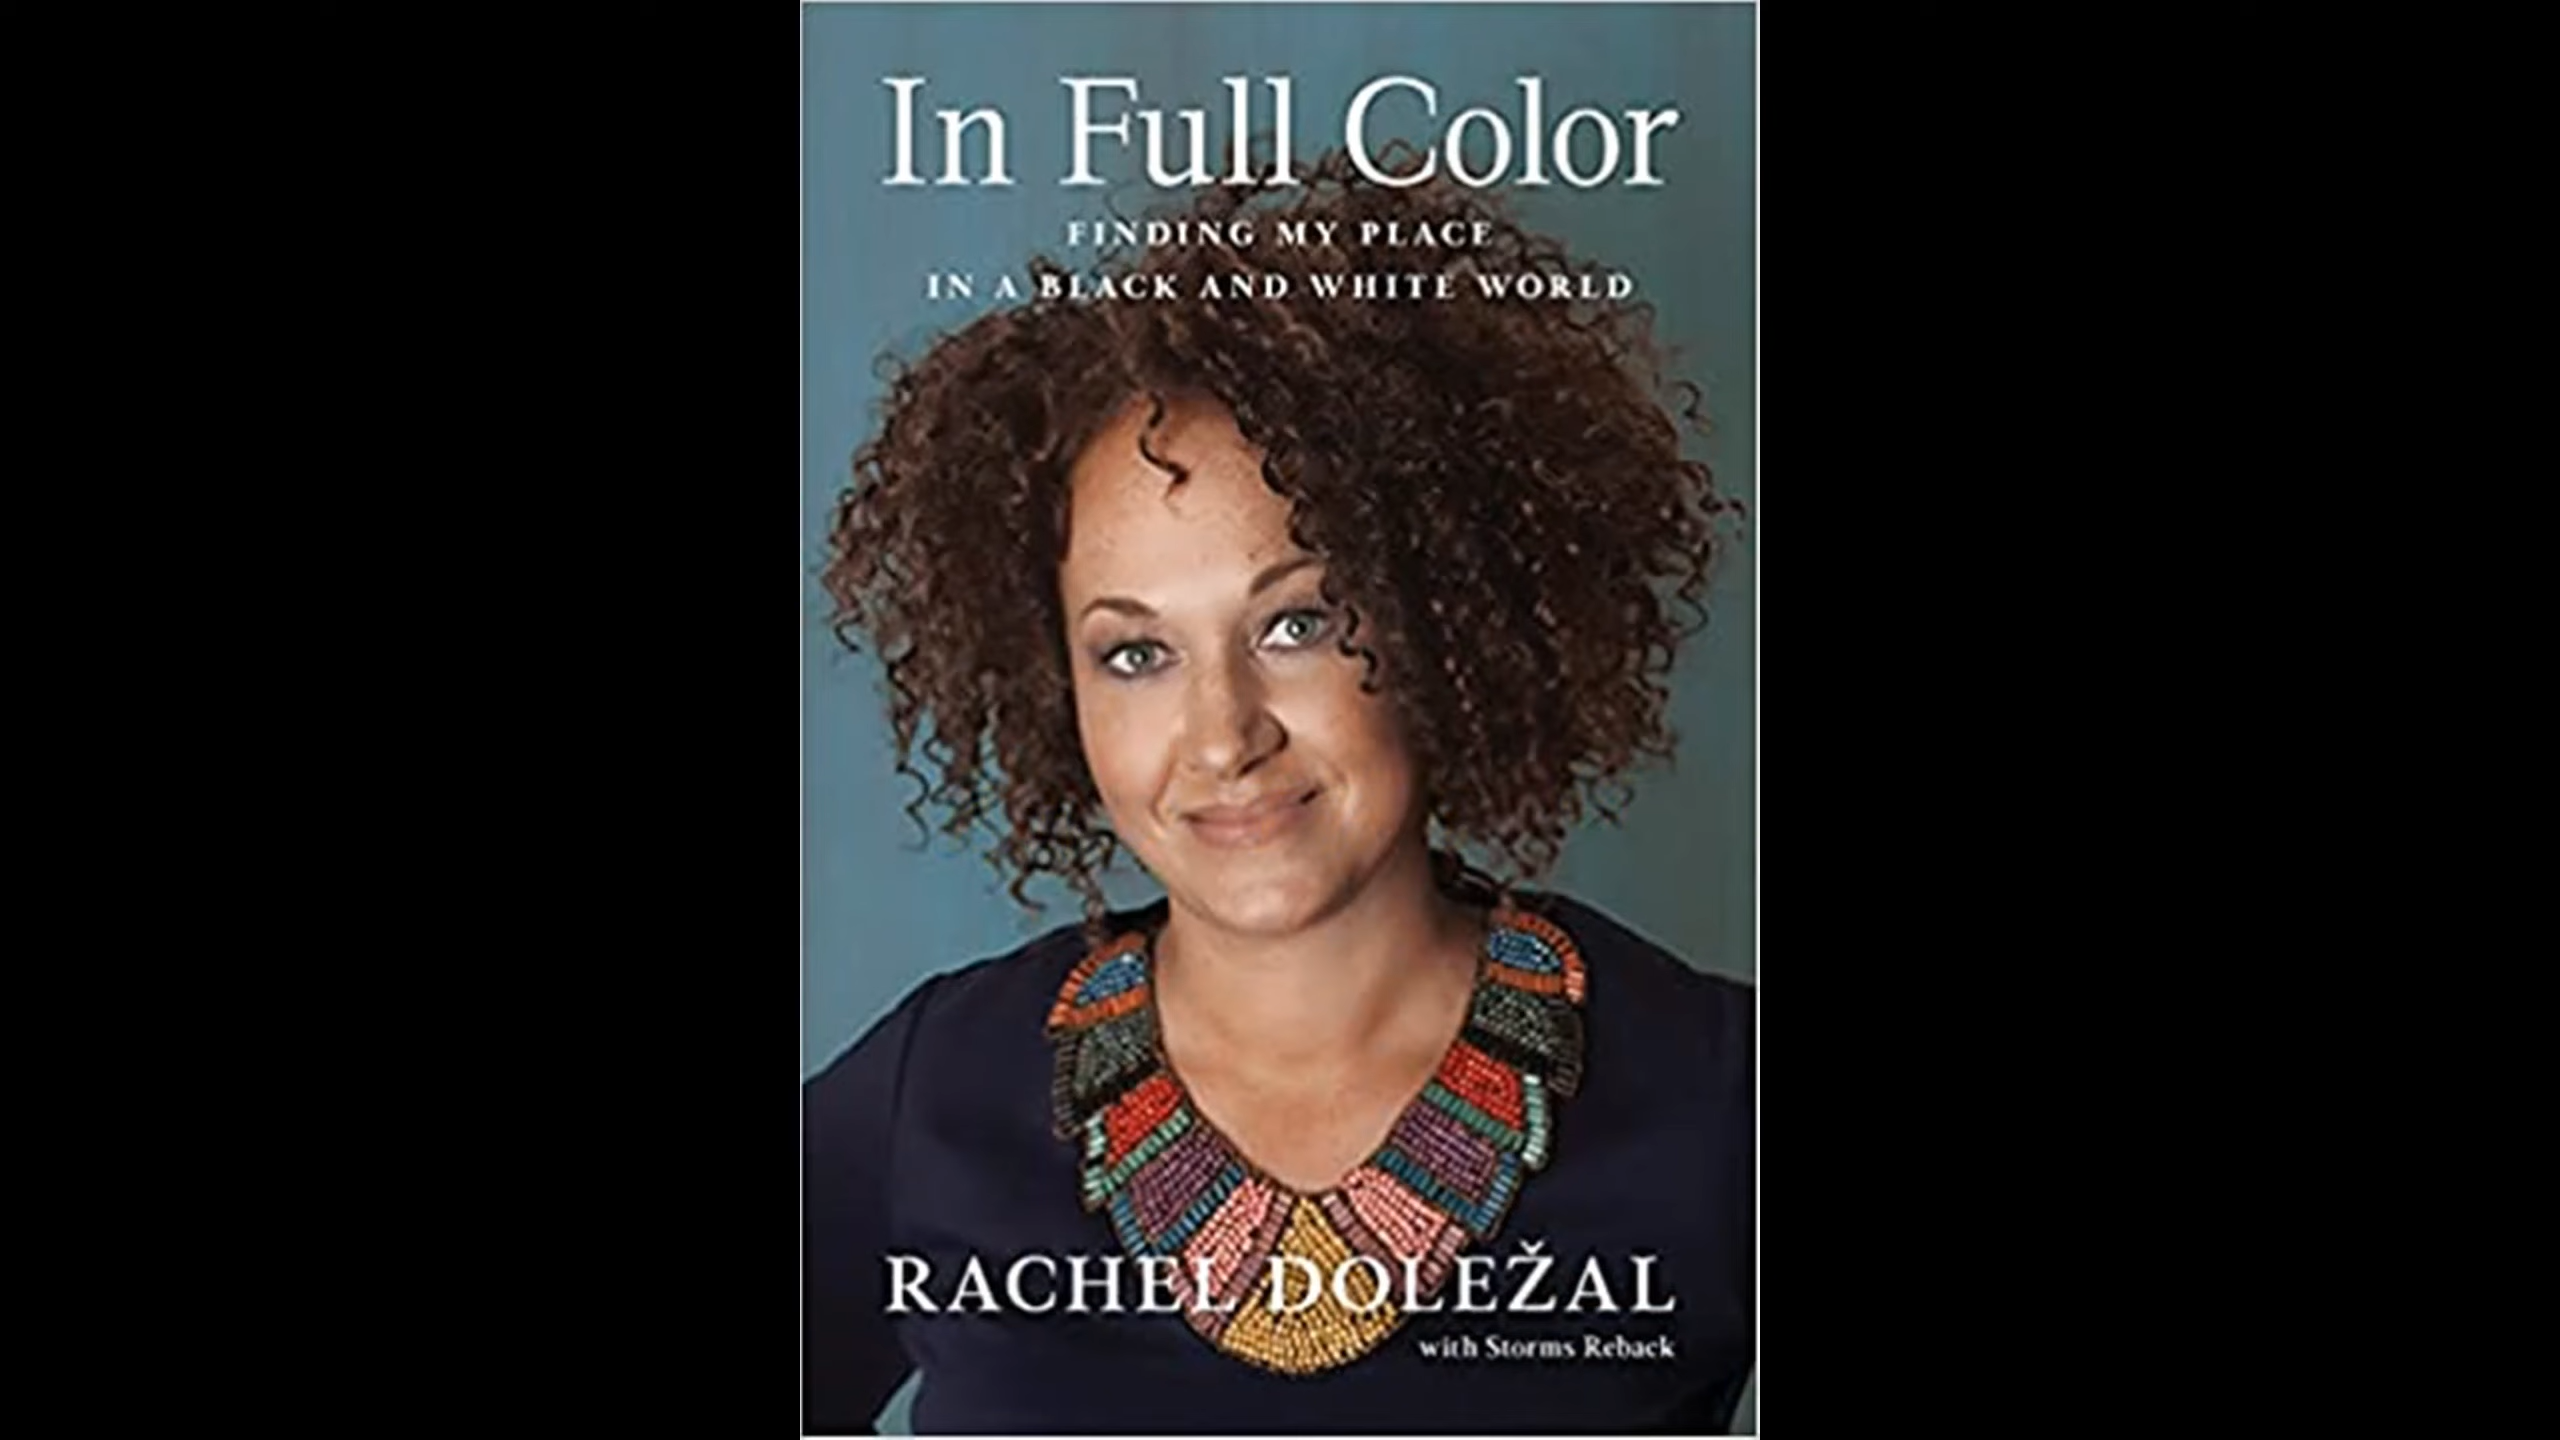 In Full Color
FINDING MY PLACE
IN A BLACK AND WHITE WORLD
RACHEL DOLEŽAL
with Storms Reback